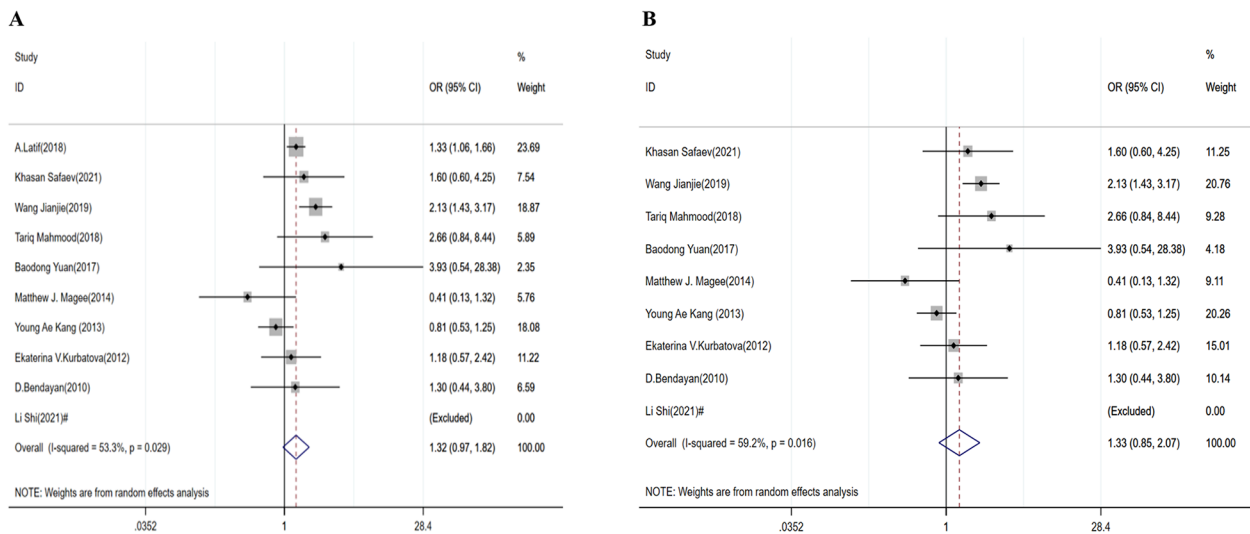 A
Study %
ID OR (95% CI) Weight
A.Latif(2018) 1.33 (1.06, 1.66) 23.69
Khasan Safaev(2021) 1.60 (0.60, 4.25) 7.54
Wang Jianjie(2019) 2.13 (1.43, 3.17) 18.87
Tariq Mahmood(2018) 2.66 (0.84, 8.44) 5.89
Baodong Yuan(2017) 3.93 (0.54, 28.38) 2.35
Matthew J. Magee(2014) 0.41 (0.13, 1.32) 5.76
Young Ae Kang (2013) 0.81 (0.53, 1.25) 18.08
Ekaterina V.Kurbatova(2012) 1.18 (0.57, 2.42) 11.22
D.Bendayan(2010) 1.30 (0.44, 3.80) 6.59
Li Shi(2021)# (Excluded) 0.00
Overall (I-squared = 53.3%, p = 0.029) 1.32 (0.97, 1.82) 100.00
NOTE: Weights are from random effects analysis
.0352 1 28.4
B
Study %
ID OR (95% CI) Weight
Khasan Safaev(2021) 1.60 (0.60, 4.25) 11.25
Wang Jianjie(2019) 2.13 (1.43, 3.17) 20.76
Tariq Mahmood(2018) 2.66 (0.84, 8.44) 9.28
Baodong Yuan(2017) 3.93 (0.54, 28.38) 4.18
Matthew J. Magee(2014) 0.41 (0.13, 1.32) 9.11
Young Ae Kang (2013) 0.81 (0.53, 1.25) 20.26
Ekaterina V.Kurbatova(2012) 1.18 (0.57, 2.42) 15.01
D.Bendayan(2010) 1.30 (0.44, 3.80) 10.14
Li Shi(2021)# (Excluded) 0.00
Overall (I-squared = 59.2%, p = 0.016) 1.33 (0.85, 2.07) 100.00
NOTE: Weights are from random effects analysis
.0352 1 28.4